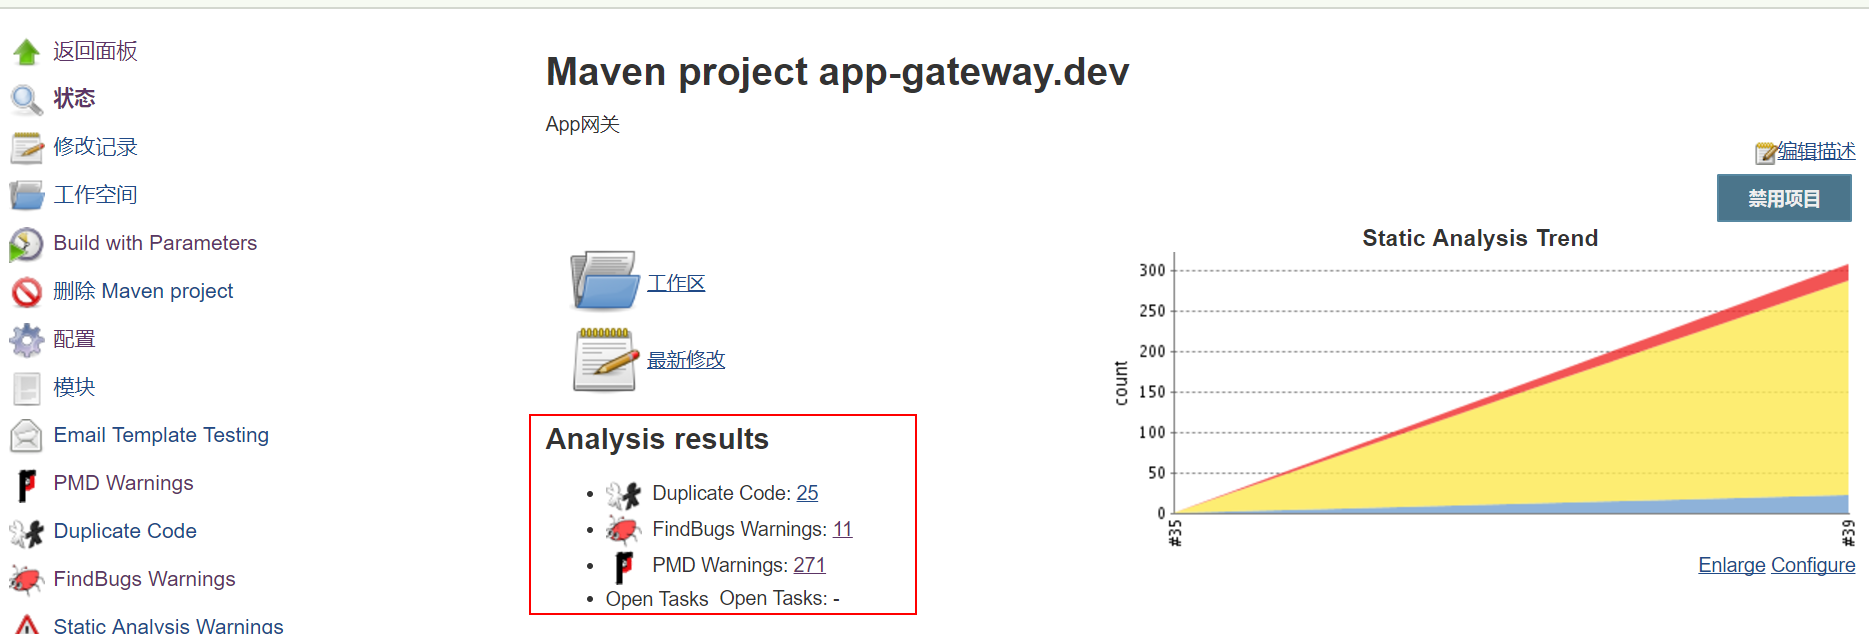 返回面板
状态
修改记录
工作空间
Build with Parameters
删除 Maven project
配置
模块
Email Template Testing
PMD Warnings
Duplicate Code
FindBugs Warnings
Static Analysis Warnings
Maven project app-gateway.dev
App网关
编辑描述
禁用项目
工作区
最新修改
Analysis results
Duplicate Code: 25
FindBugs Warnings: 11
PMD Warnings: 271
Open Tasks Open Tasks: -
Static Analysis Trend
count
300
250
200
150
100
50
0
#35
#39
Enlarge Configure